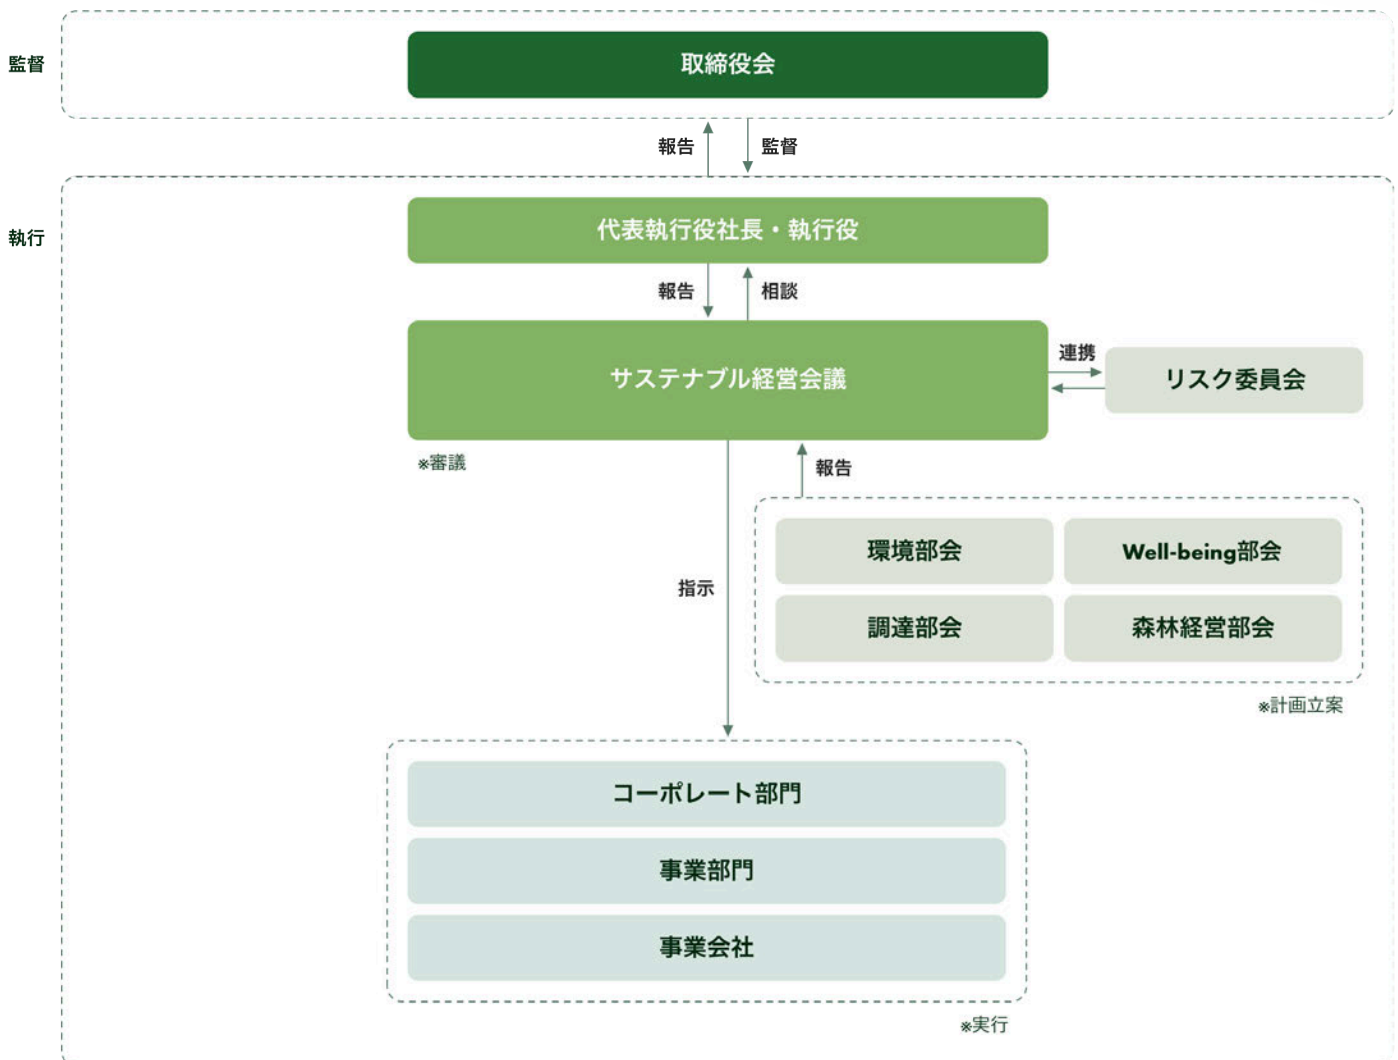 監督
取締役会
報告
監督
執行
代表執行役社長・執行役
報告
相談
サステナブル経営会議
連携
リスク委員会
※審議
報告
環境部会
Well-being部会
指示
調達部会
森林経営部会
※計画立案
コーポレート部門
事業部門
事業会社
※実行